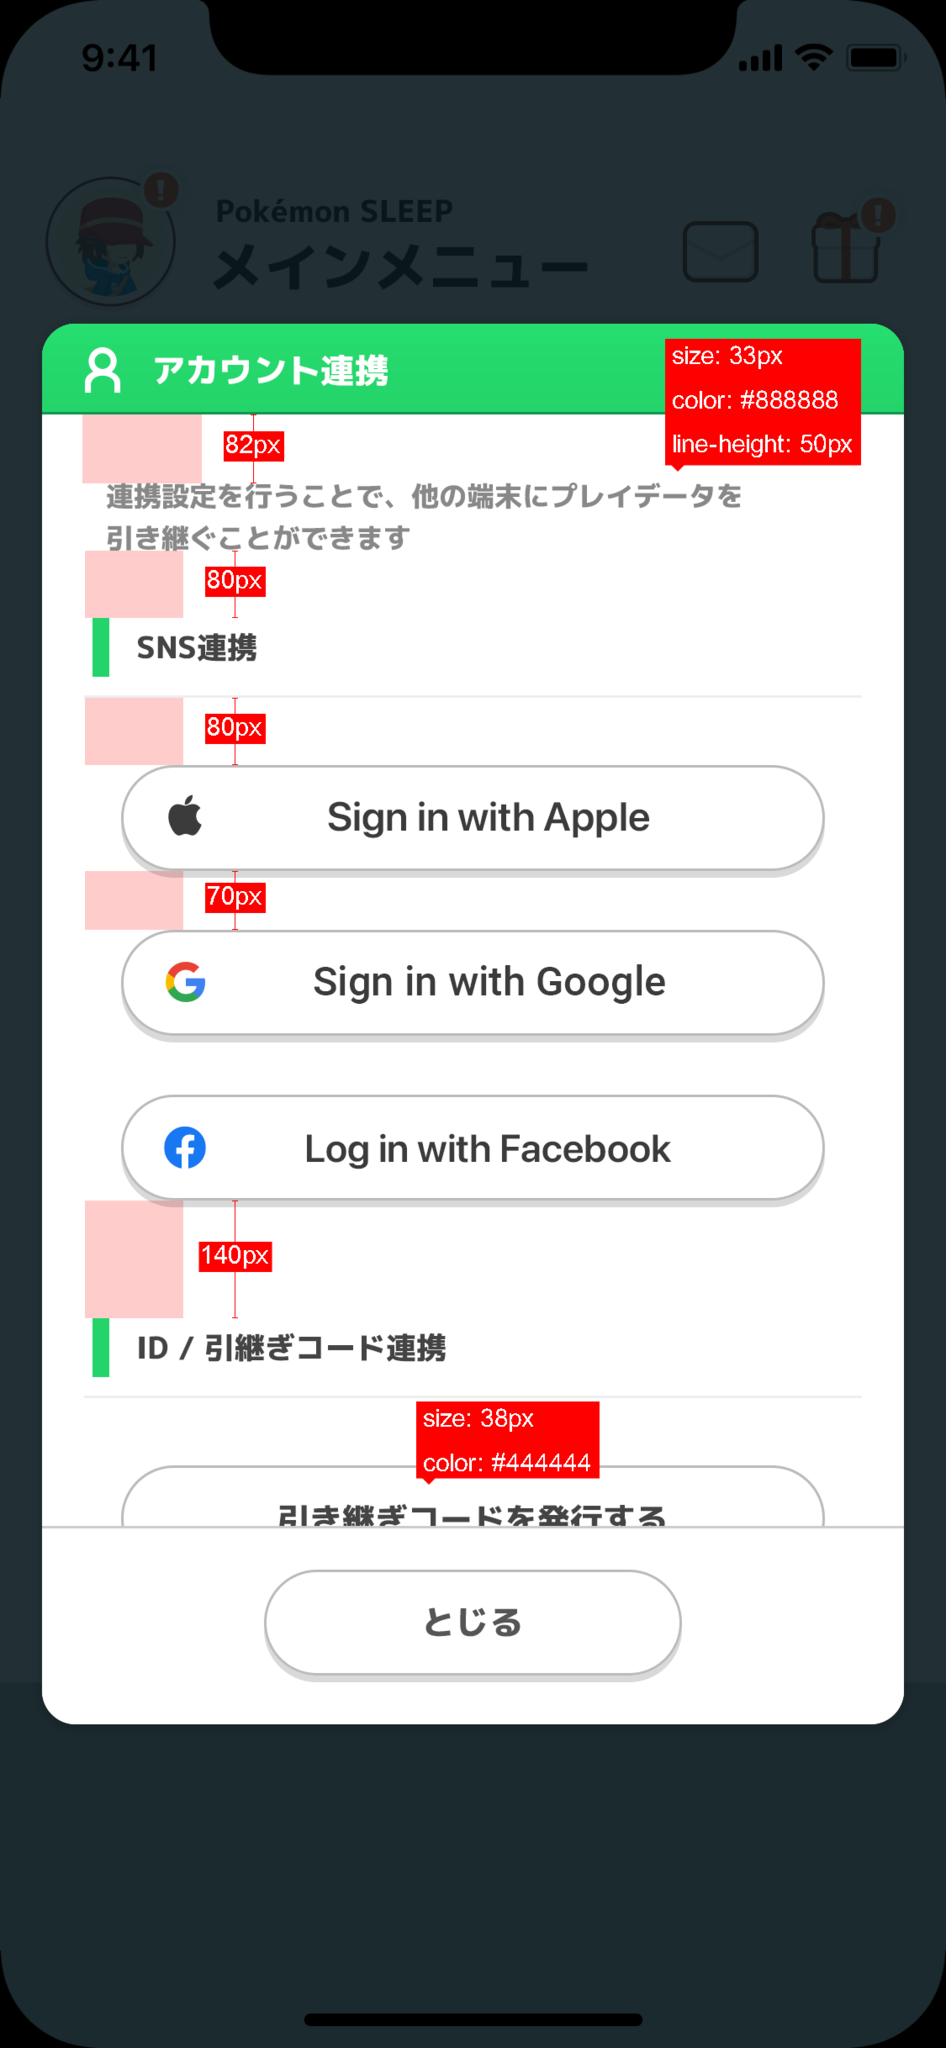 9:41
Pokémon SLEEP
メインメニュー
アカウント連携
size: 33px
color: #888888
line-height: 50px
82px
連携設定を行うことで、他の端末にプレイデータを
引き継ぐことができます
80px
SNS連携
80px
Sign in with Apple
70px
Sign in with Google
Log in with Facebook
140px
ID / 引継ぎコード連携
size: 38px
color: #444444
引き継ぎコードを発行する
とじる